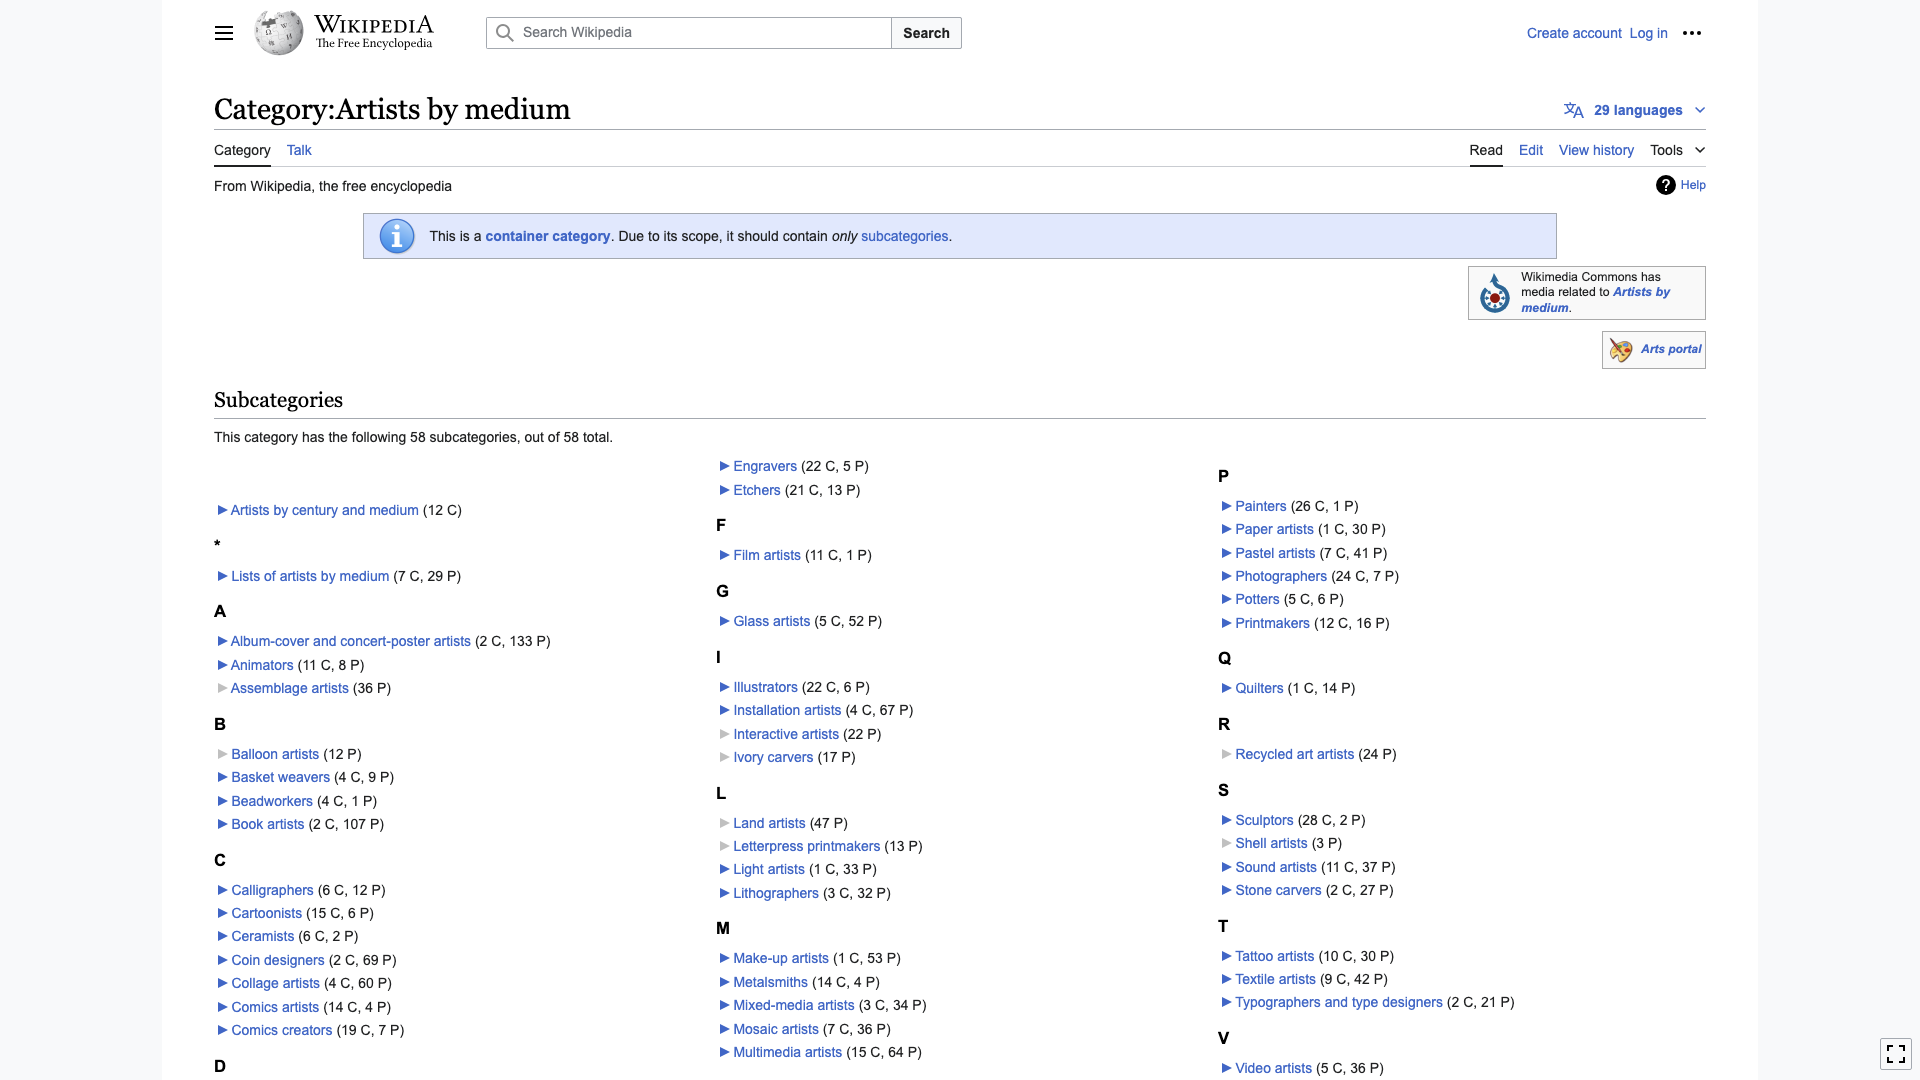 WIKIPEDIA
The Free Encyclopedia
Search Wikipedia
Search
Create account
Log in
Category:Artists by medium
29 languages
Category
Talk
Read
Edit
View history
Tools
From Wikipedia, the free encyclopedia
Help
This is a container category. Due to its scope, it should contain only subcategories.
Wikimedia Commons has
media related to Artists by
medium.
Arts portal
Subcategories
This category has the following 58 subcategories, out of 58 total.
Artists by century and medium (12 C)
*
Lists of artists by medium (7 C, 29 P)
A
Album-cover and concert-poster artists (2 C, 133 P)
Animators (11 C, 8 P)
Assemblage artists (36 P)
B
Balloon artists (12 P)
Basket weavers (4 C, 9 P)
Beadworkers (4 C, 1 P)
Book artists (2 C, 107 P)
C
Calligraphers (6 C, 12 P)
Cartoonists (15 C, 6 P)
Ceramists (6 C, 2 P)
Coin designers (2 C, 69 P)
Collage artists (4 C, 60 P)
Comics artists (14 C, 4 P)
Comics creators (19 C, 7 P)
D
Engravers (22 C, 5 P)
Etchers (21 C, 13 P)
F
Film artists (11 C, 1 P)
G
Glass artists (5 C, 52 P)
I
Illustrators (22 C, 6 P)
Installation artists (4 C, 67 P)
Interactive artists (22 P)
Ivory carvers (17 P)
L
Land artists (47 P)
Letterpress printmakers (13 P)
Light artists (1 C, 33 P)
Lithographers (3 C, 32 P)
M
Make-up artists (1 C, 53 P)
Metalsmiths (14 C, 4 P)
Mixed-media artists (3 C, 34 P)
Mosaic artists (7 C, 36 P)
Multimedia artists (15 C, 64 P)
P
Painters (26 C, 1 P)
Paper artists (1 C, 30 P)
Pastel artists (7 C, 41 P)
Photographers (24 C, 7 P)
Potters (5 C, 6 P)
Printmakers (12 C, 16 P)
Q
Quilters (1 C, 14 P)
R
Recycled art artists (24 P)
S
Sculptors (28 C, 2 P)
Shell artists (3 P)
Sound artists (11 C, 37 P)
Stone carvers (2 C, 27 P)
T
Tattoo artists (10 C, 30 P)
Textile artists (9 C, 42 P)
Typographers and type designers (2 C, 21 P)
V
Video artists (5 C, 36 P)